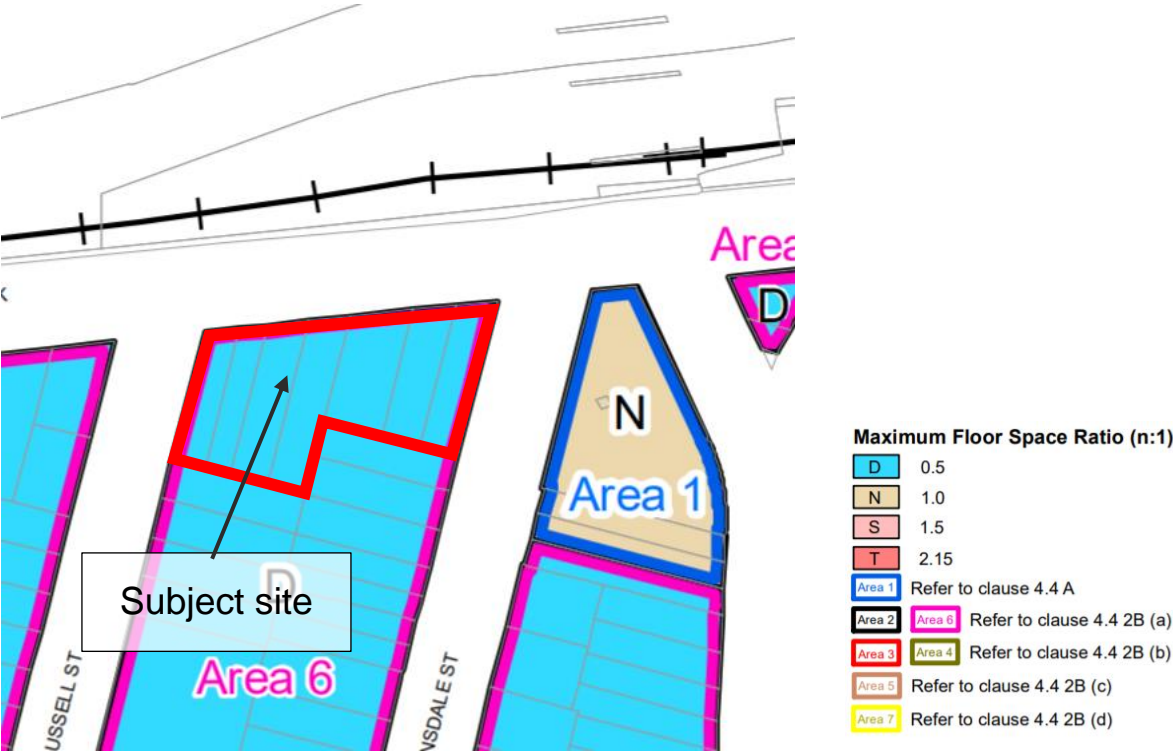 Area
D
K
N
Area 1
D
Subject site
Area 6
USSELL ST
NSDALE ST
Maximum Floor Space Ratio (n:1)
D 0.5
N 1.0
S 1.5
T 2.15
Area 1 Refer to clause 4.4 A
Area 2 Area 6 Refer to clause 4.4 2B (a)
Area 3 Area 4 Refer to clause 4.4 2B (b)
Area 5 Refer to clause 4.4 2B (c)
Area 7 Refer to clause 4.4 2B (d)